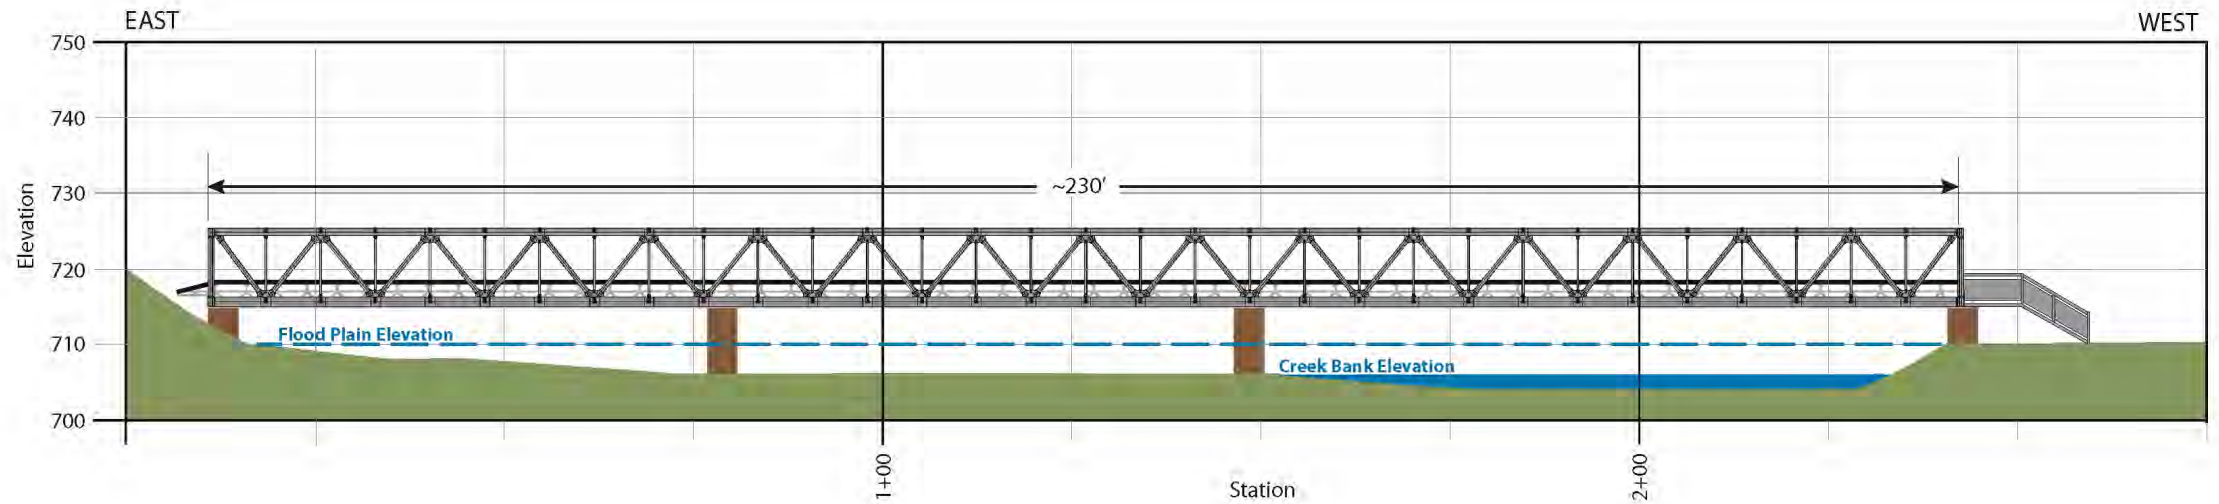 EAST
WEST
750
740
730
720
710
700
Elevation
~230′
Flood Plain Elevation
Creek Bank Elevation
1+00
2+00
Station